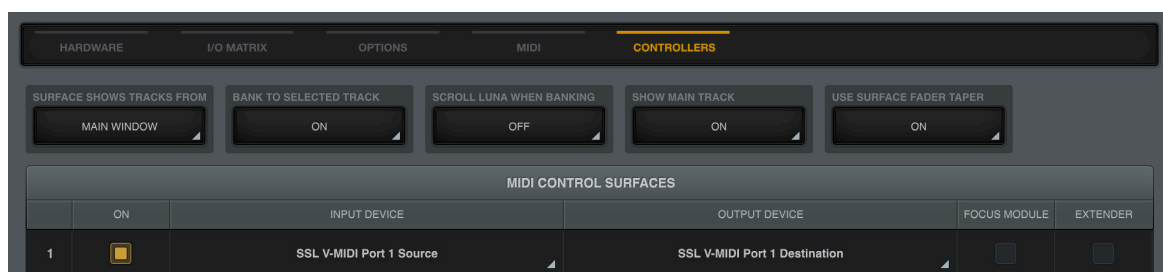 HARDWARE I/O MATRIX OPTIONS MIDI CONTROLLERS
SURFACE SHOWS TRACKS FROM BANK TO SELECTED TRACK SCROLL LUNA WHEN BANKING SHOW MAIN TRACK USE SURFACE FADER TAPER
MAIN WINDOW ON OFF ON ON
MIDI CONTROL SURFACES
ON INPUT DEVICE OUTPUT DEVICE FOCUS MODULE EXTENDER
1 SSL V-MIDI Port 1 Source SSL V-MIDI Port 1 Destination